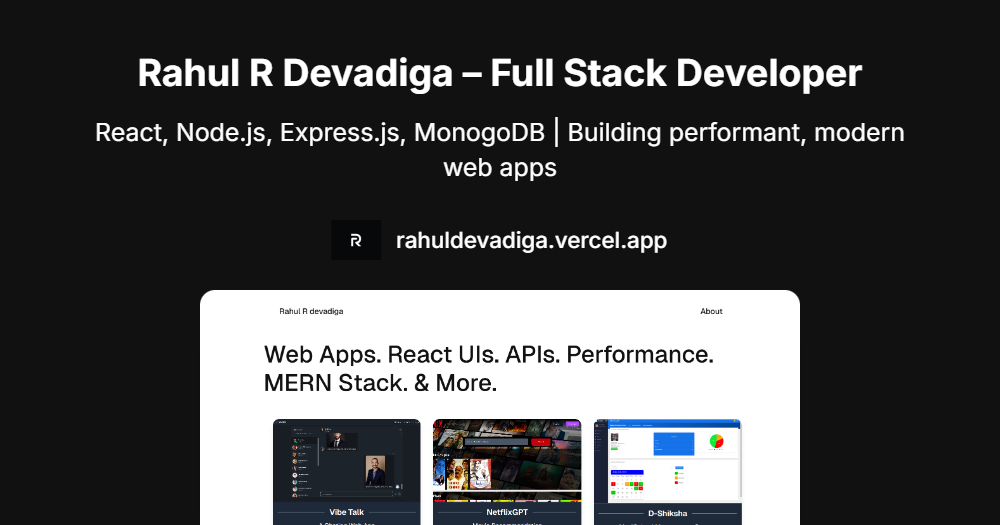 Rahul R Devadiga – Full Stack Developer
React, Node.js, Express.js, MonogoDB | Building performant, modern
web apps
rahuldevadiga.vercel.app
Rahul R devadiga
About
Web Apps. React UIs. APIs. Performance.
MERN Stack. & More.
Vibe Talk
NetflixGPT
D-Shiksha